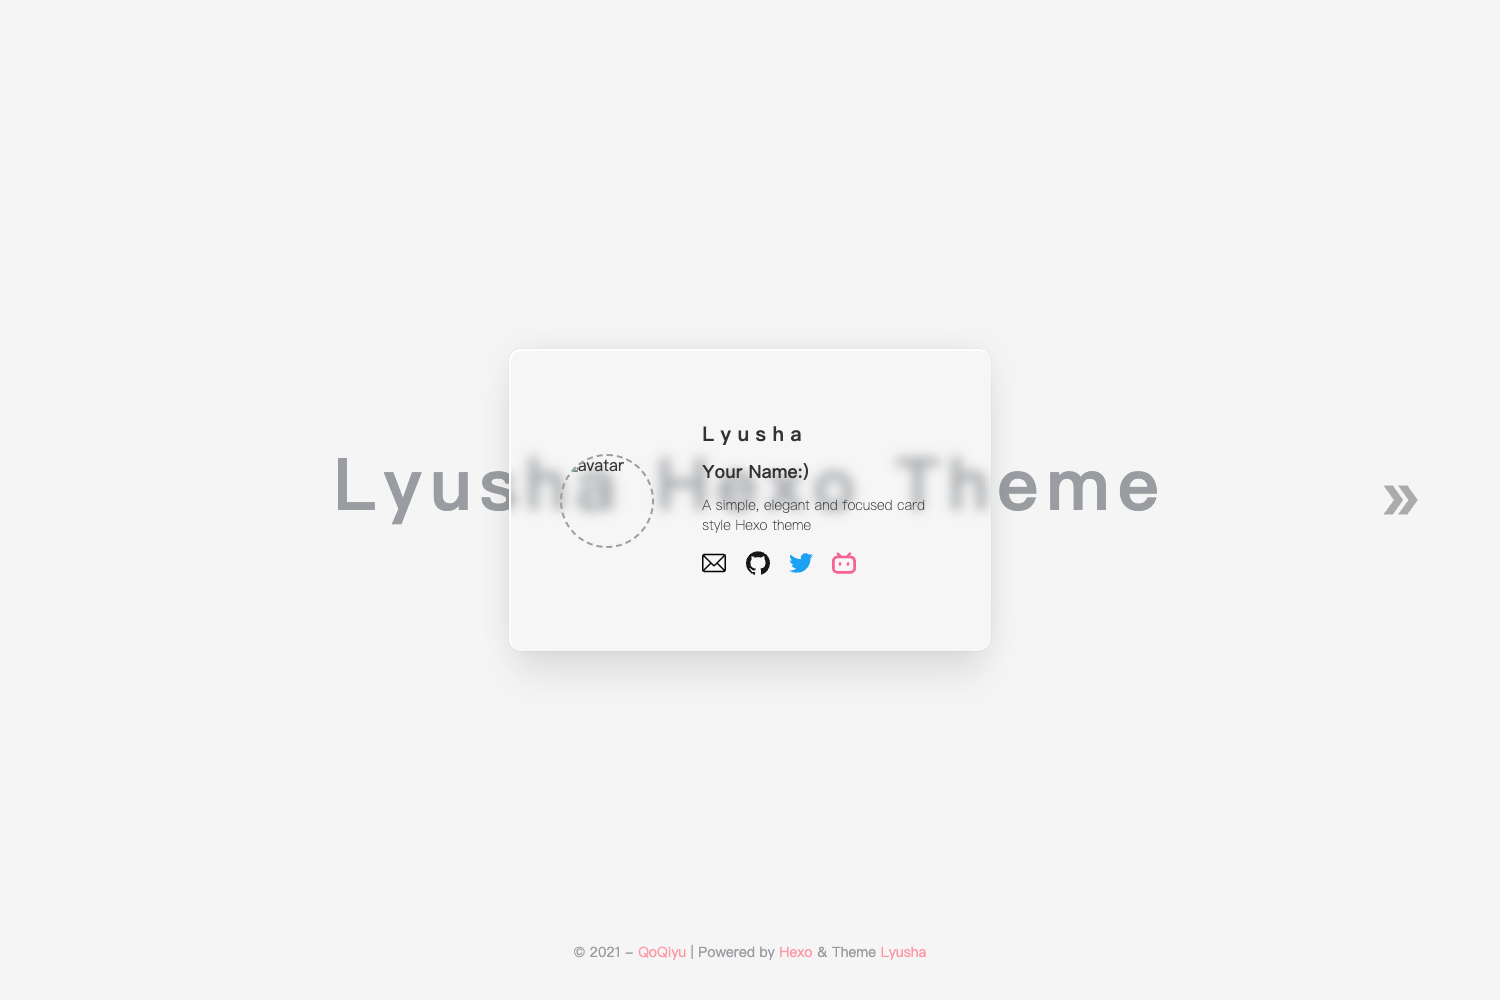 Lyusha Hexo Theme
Lyusha
avatar
Your Name:)
A simple, elegant and focused card
style Hexo theme
»
© 2021 – QoQiyu | Powered by Hexo & Theme Lyusha